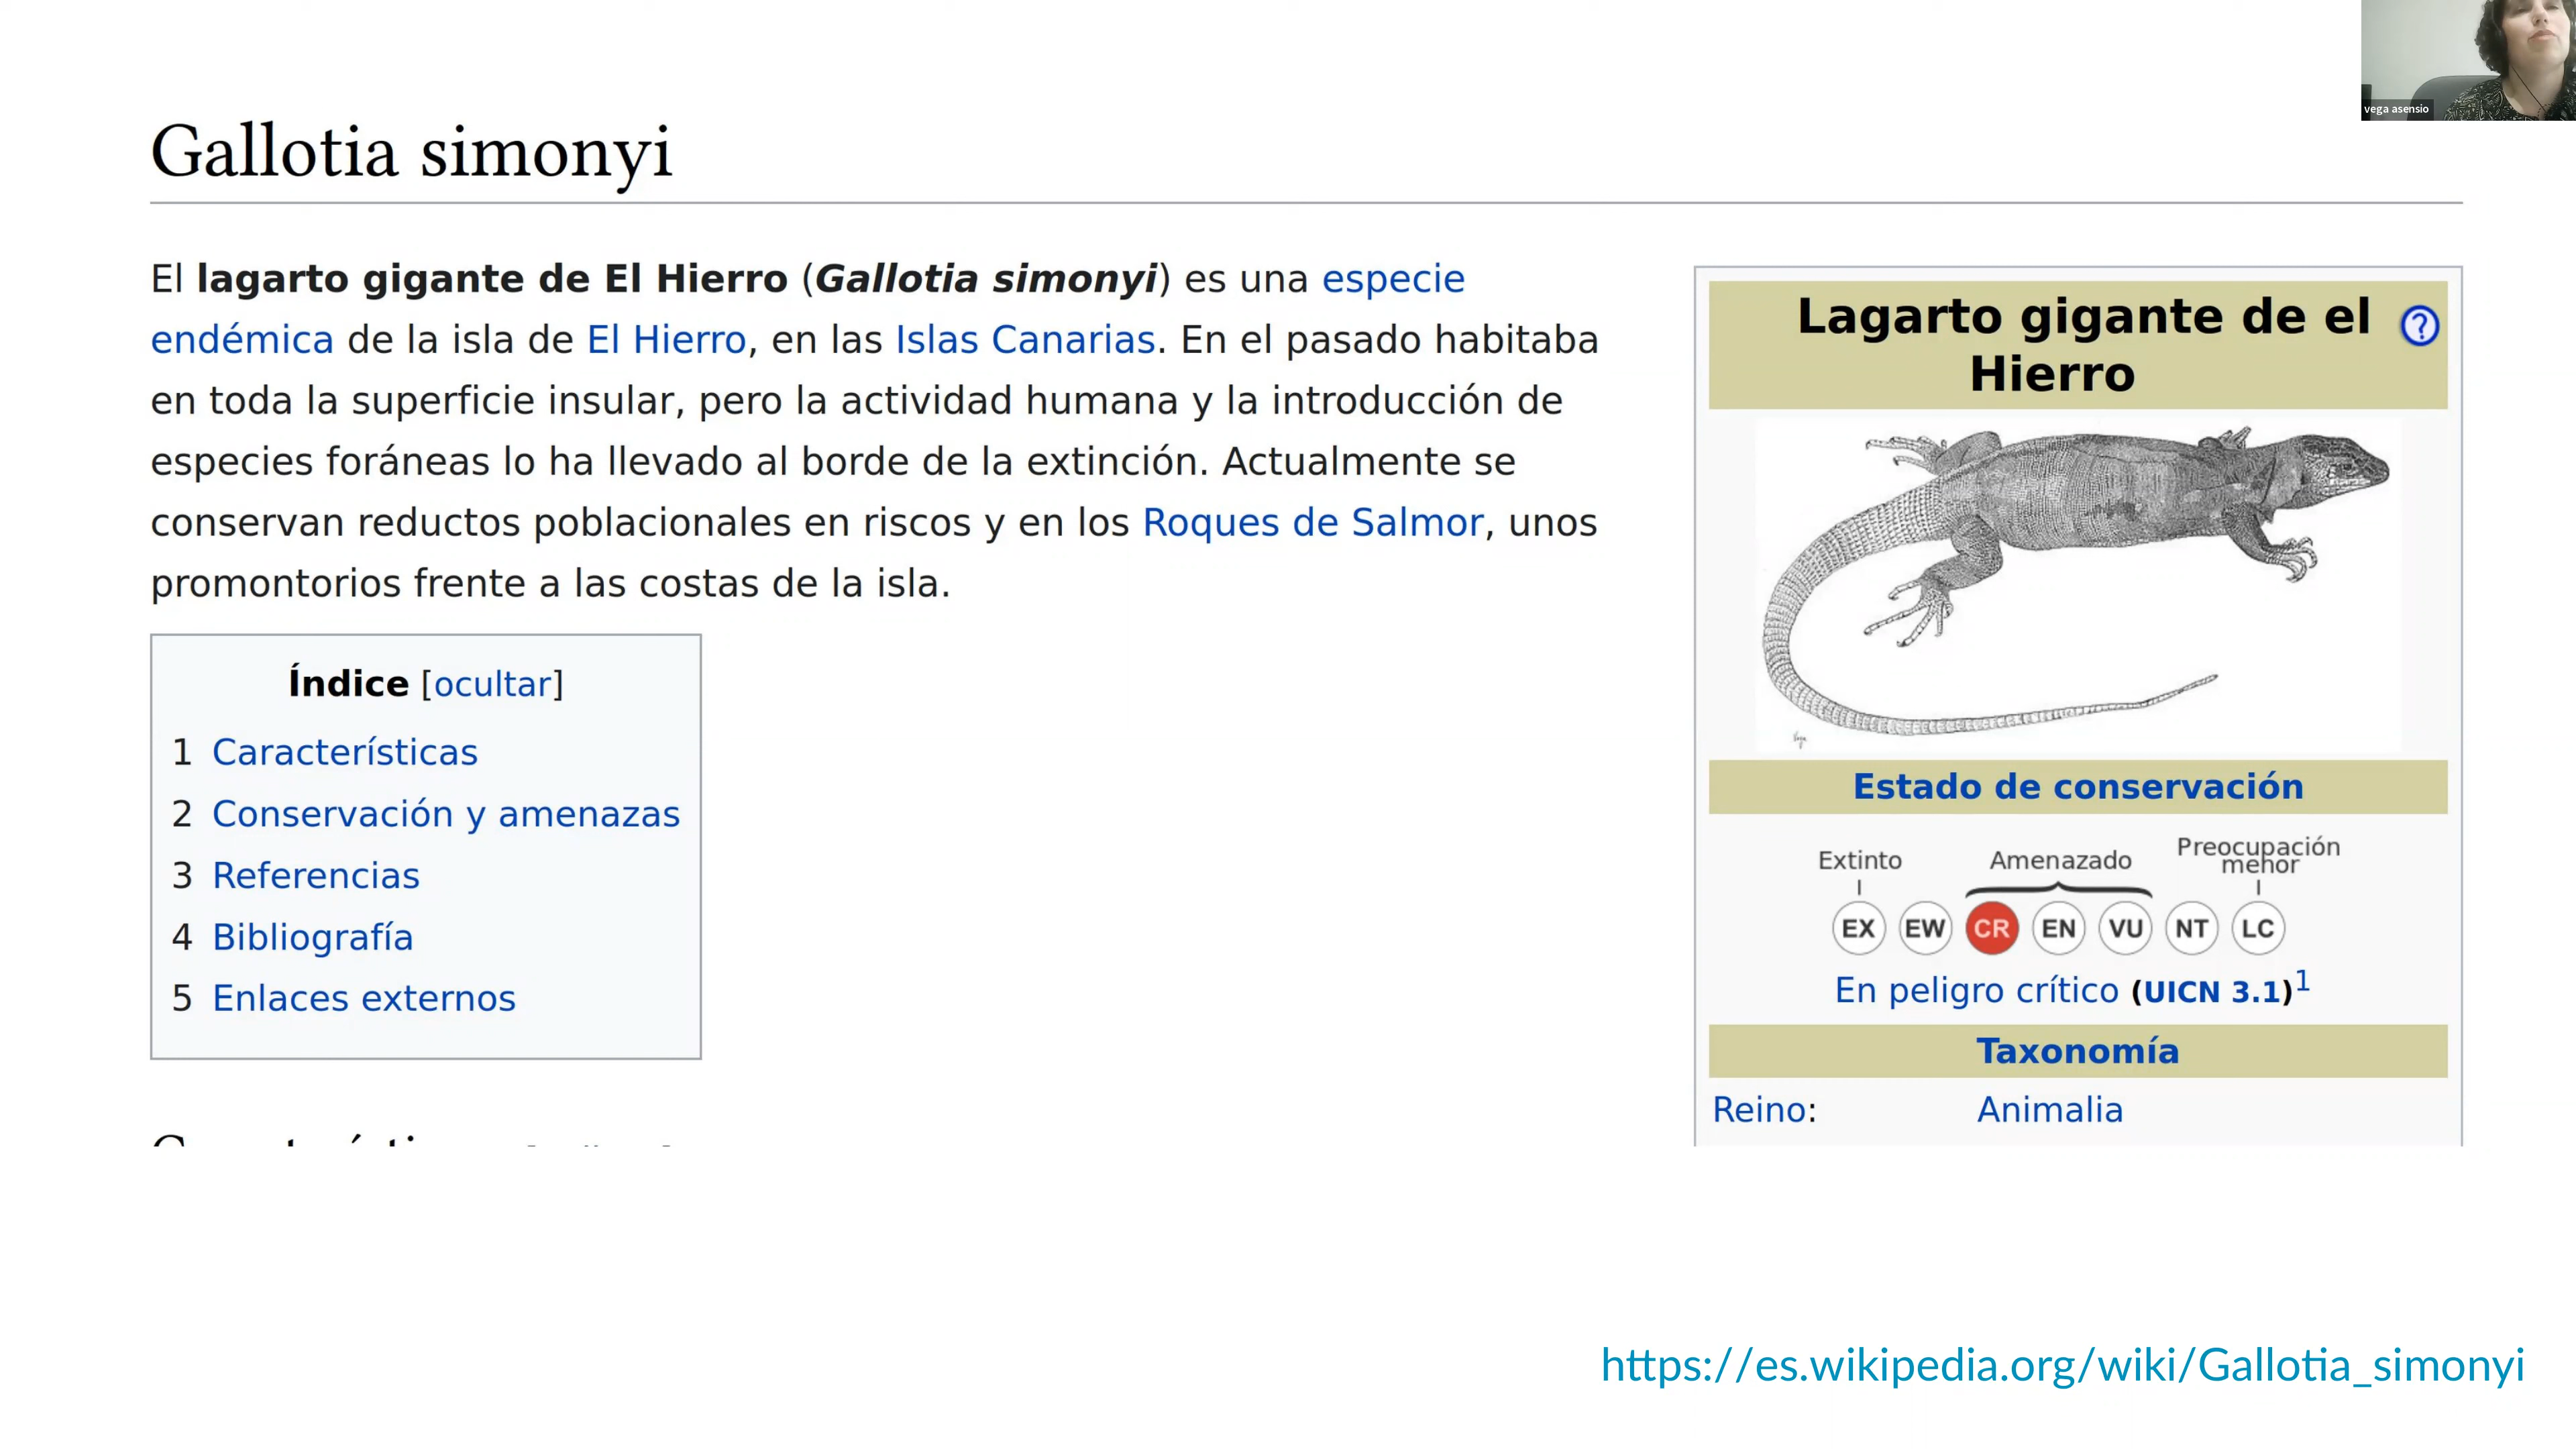 vega asensio
Gallotia simonyi
El lagarto gigante de El Hierro (Gallotia simonyi) es una especie
endémica de la isla de El Hierro, en las Islas Canarias. En el pasado habitaba
en toda la superficie insular, pero la actividad humana y la introducción de
especies foráneas lo ha llevado al borde de la extinción. Actualmente se
conservan reductos poblacionales en riscos y en los Roques de Salmor, unos
promontorios frente a las costas de la isla.
Índice [ocultar]
1 Características
2 Conservación y amenazas
3 Referencias
4 Bibliografía
5 Enlaces externos
Lagarto gigante de el
Hierro
?
Vega
Estado de conservación
Extinto
Amenazado
Preocupación
menor
EX EW CR EN VU NT LC
En peligro crítico (UICN 3.1)1
Taxonomía
Reino: Animalia
https://es.wikipedia.org/wiki/Gallotia_simonyi